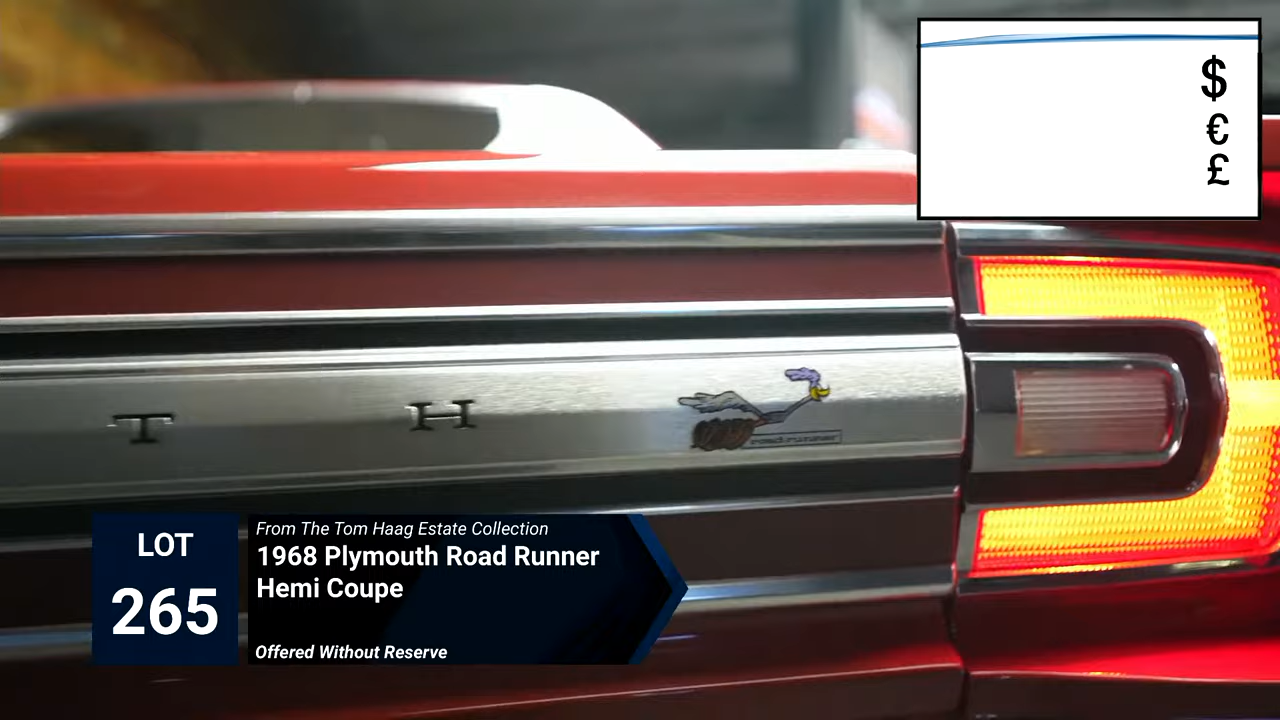 $
€
£
T H
road runner
LOT
265
From The Tom Haag Estate Collection
1968 Plymouth Road Runner
Hemi Coupe
Offered Without Reserve